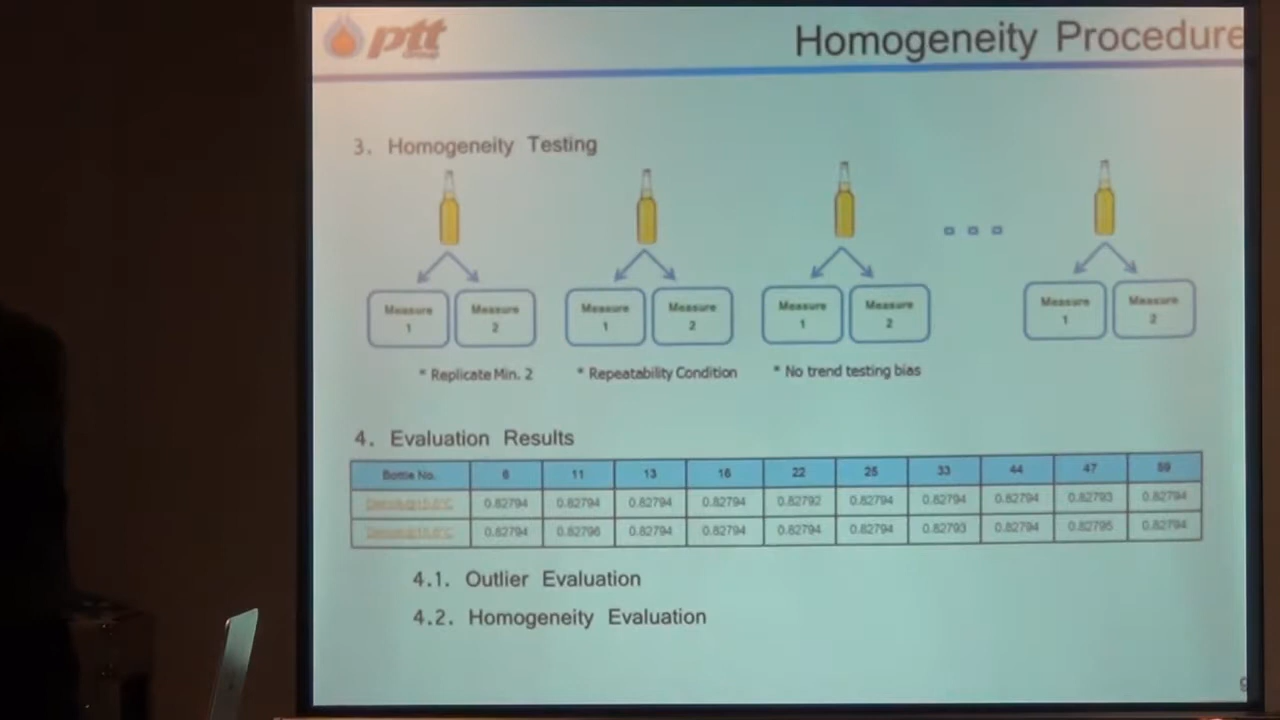 ptt
Homogeneity Procedure
3. Homogeneity Testing
Measure 1 Measure 2 Measure 1 Measure 2 Measure 1 Measure 2 Measure 1 Measure 2
* Replicate Min. 2 * Repeatability Condition * No trend testing bias
4. Evaluation Results
Bottle No. 6 11 13 16 22 25 33 44 47 59
0.82794 0.82794 0.82794 0.82794 0.82792 0.82794 0.82794 0.82794 0.82793 0.82794
0.82794 0.82796 0.82794 0.82794 0.82794 0.82794 0.82793 0.82794 0.82795 0.82794
4.1. Outlier Evaluation
4.2. Homogeneity Evaluation